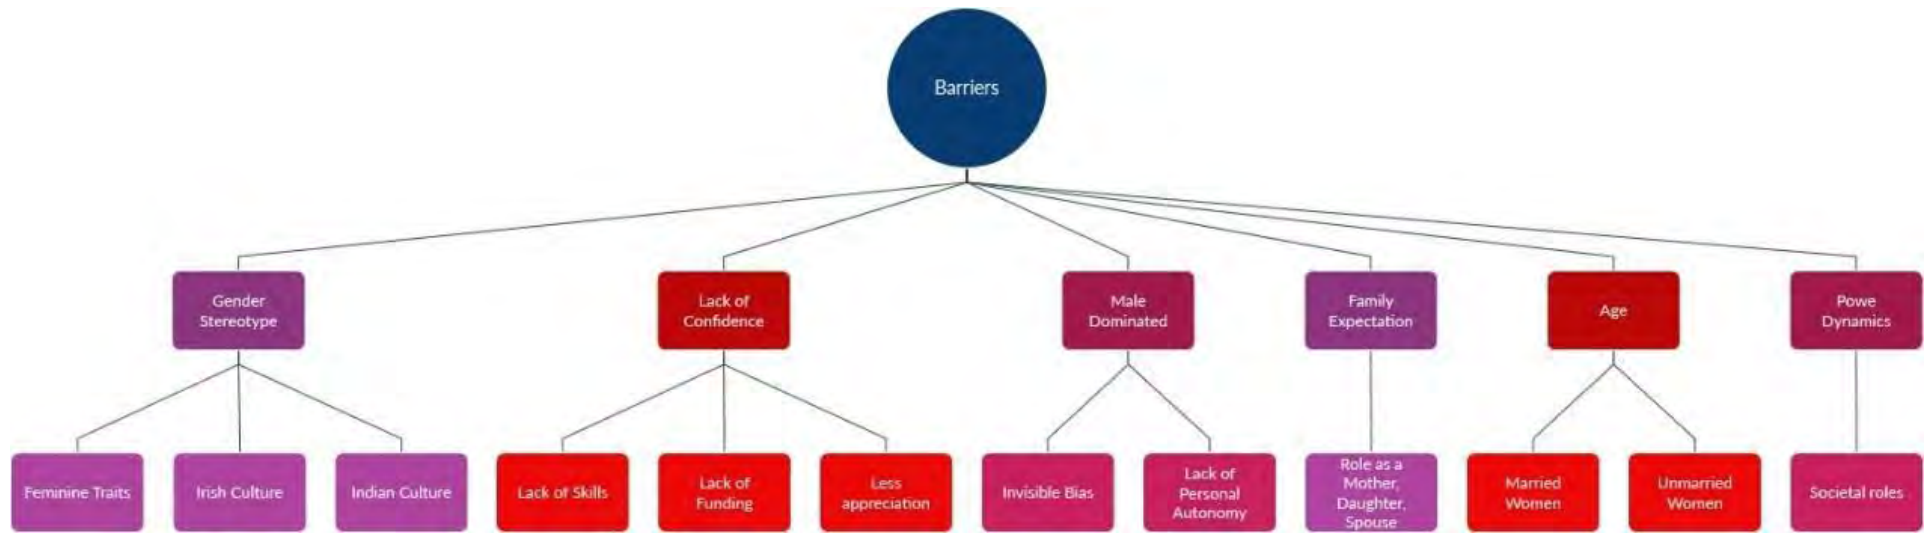 Barriers
Gender
Stereotype
Lack of
Confidence
Male
Dominated
Family
Expectation
Age
Powe
Dynamics
Feminine Traits
Irish Culture
Indian Culture
Lack of Skills
Lack of
Funding
Less
appreciation
Invisible Bias
Lack of
Personal
Autonomy
Role as a
Mother,
Daughter,
Spouse
Married
Women
Unmarried
Women
Societal roles